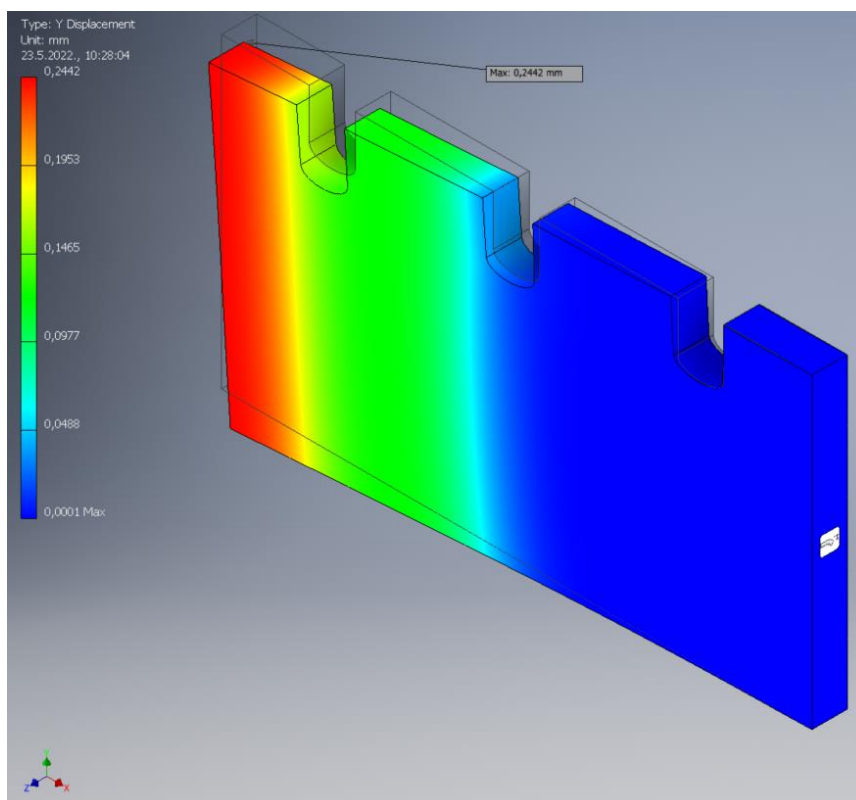 Type: Y Displacement
Unit: mm
23.5.2022., 10:28:04
0,2442
Max: 0,2442 mm
0,1953
0,1465
0,0977
0,0488
0,0001 Max
Y
Z
X